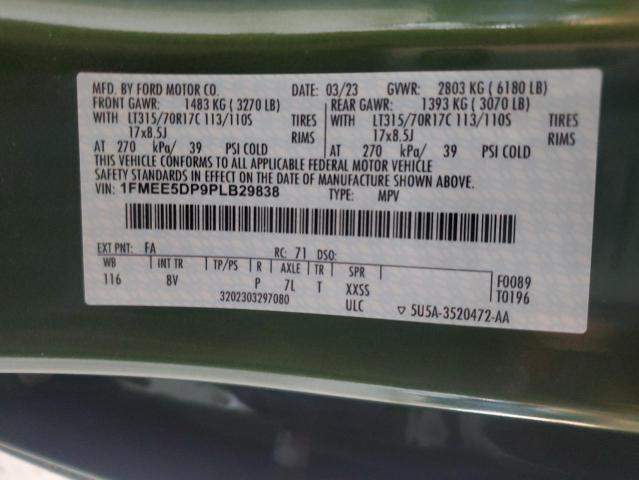 MFD. BY FORD MOTOR CO. DATE: 03/23 GVWR: 2803 KG ( 6180 LB)
FRONT GAWR: 1483 KG ( 3270 LB) REAR GAWR: 1393 KG ( 3070 LB)
WITH LT315/70R17C 113/110S TIRES WITH LT315/70R17C 113/110S TIRES
17x8.5J RIMS 17x8.5J RIMS
AT 270 kPa/ 39 PSI COLD AT 270 kPa/ 39 PSI COLD
THIS VEHICLE CONFORMS TO ALL APPLICABLE FEDERAL MOTOR VEHICLE
SAFETY STANDARDS IN EFFECT ON THE DATE OF MANUFACTURE SHOWN ABOVE.
VIN: 1FMEE5DP9PLB29838 TYPE: MPV
EXT PNT: FA RC: 71 DSO:
WB INT TR TP/PS R AXLE TR SPR F0089
116 8V P 7L T XXSS T0196
3202303297080 ULC ▽ 5U5A-3520472-AA